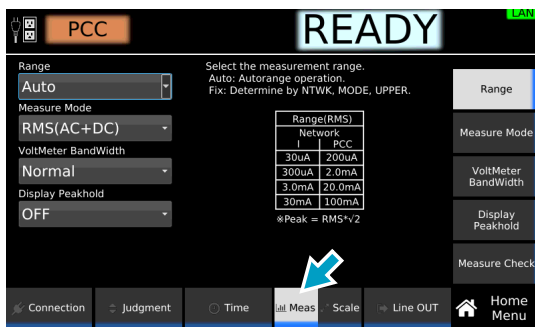 LAN
PCC
READY
Range
Auto
Measure Mode
RMS(AC+DC)
VoltMeter BandWidth
Normal
Display Peakhold
OFF
Select the measurement range.
Auto: Autorange operation.
Fix: Determine by NTWK, MODE, UPPER.
Range(RMS)
Network
I PCC
30uA 200uA
300uA 2.0mA
3.0mA 20.0mA
30mA 100mA
※Peak = RMS*√2
Range
Measure Mode
VoltMeter
BandWidth
Display
Peakhold
Measure Check
Connection
Judgment
Time
Meas
Scale
Line OUT
Home
Menu